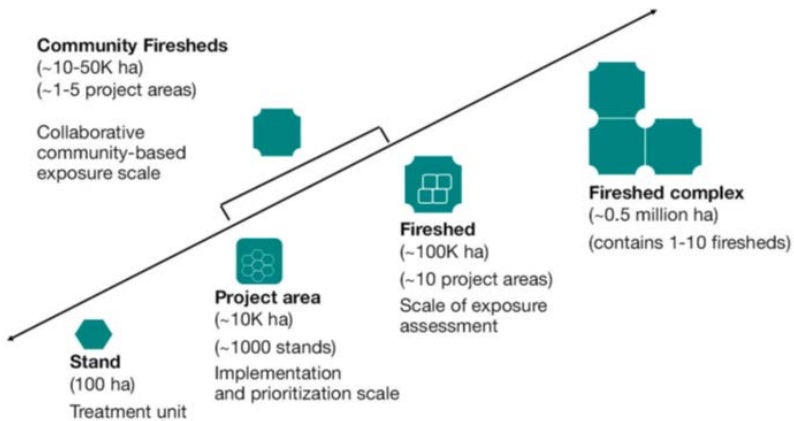 Community Firesheds
(~10-50K ha)
(~1-5 project areas)
Collaborative
community-based
exposure scale
Fireshed complex
(~0.5 million ha)
(contains 1-10 firesheds)
Fireshed
(~100K ha)
(~10 project areas)
Scale of exposure
assessment
Project area
(~10K ha)
(~1000 stands)
Implementation
and prioritization scale
Stand
(100 ha)
Treatment unit